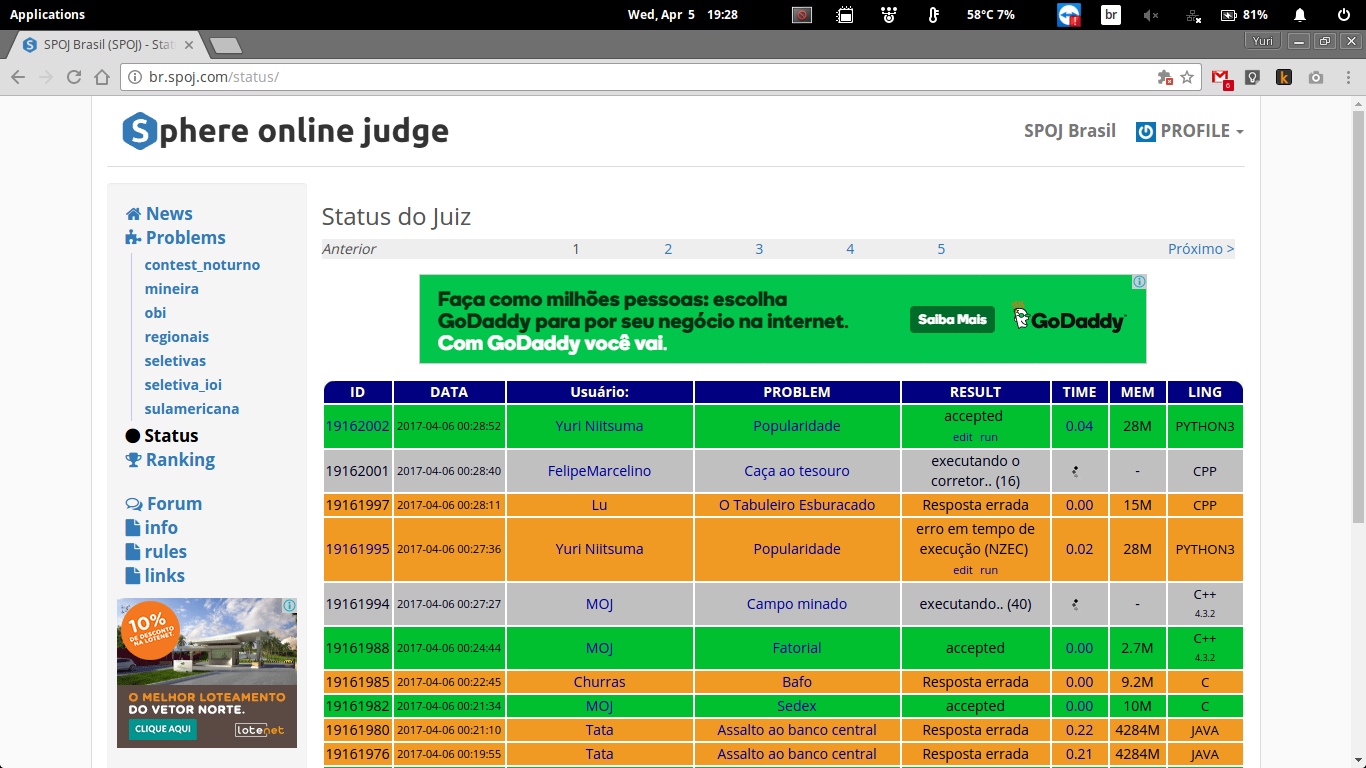 Applications
Wed, Apr 5 19:28
58°C 7%
br
81%
SPOJ Brasil (SPOJ) - Stat
Yuri
br.spoj.com/status/
6
k
Sphere online judge
SPOJ Brasil
PROFILE
News
Problems
contest_noturno
mineira
obi
regionais
seletivas
seletiva_ioi
sulamericana
Status
Ranking
Forum
info
rules
links
10%
DE DESCONTO
NA LOTENET.
O MELHOR LOTEAMENTO
DO VETOR NORTE.
CLIQUE AQUI
lotenet
Status do Juiz
Anterior 1 2 3 4 5 Próximo >
Faça como milhões pessoas: escolha
GoDaddy para por seu negócio na internet.
Com GoDaddy você vai.
Saiba Mais
GoDaddy
ID DATA Usuário: PROBLEM RESULT TIME MEM LING
19162002 2017-04-06 00:28:52 Yuri Niitsuma Popularidade accepted 0.04 28M PYTHON3
edit run
19162001 2017-04-06 00:28:40 FelipeMarcelino Caça ao tesouro executando o - CPP
corretor.. (16)
19161997 2017-04-06 00:28:11 Lu O Tabuleiro Esburacado Resposta errada 0.00 15M CPP
19161995 2017-04-06 00:27:36 Yuri Niitsuma Popularidade erro em tempo de 0.02 28M PYTHON3
execução (NZEC)
edit run
19161994 2017-04-06 00:27:27 MOJ Campo minado executando.. (40) - C++
4.3.2
19161988 2017-04-06 00:24:44 MOJ Fatorial accepted 0.00 2.7M C++
4.3.2
19161985 2017-04-06 00:22:45 Churras Bafo Resposta errada 0.00 9.2M C
19161982 2017-04-06 00:21:34 MOJ Sedex accepted 0.00 10M C
19161980 2017-04-06 00:21:10 Tata Assalto ao banco central Resposta errada 0.22 4284M JAVA
19161976 2017-04-06 00:19:55 Tata Assalto ao banco central Resposta errada 0.21 4284M JAVA